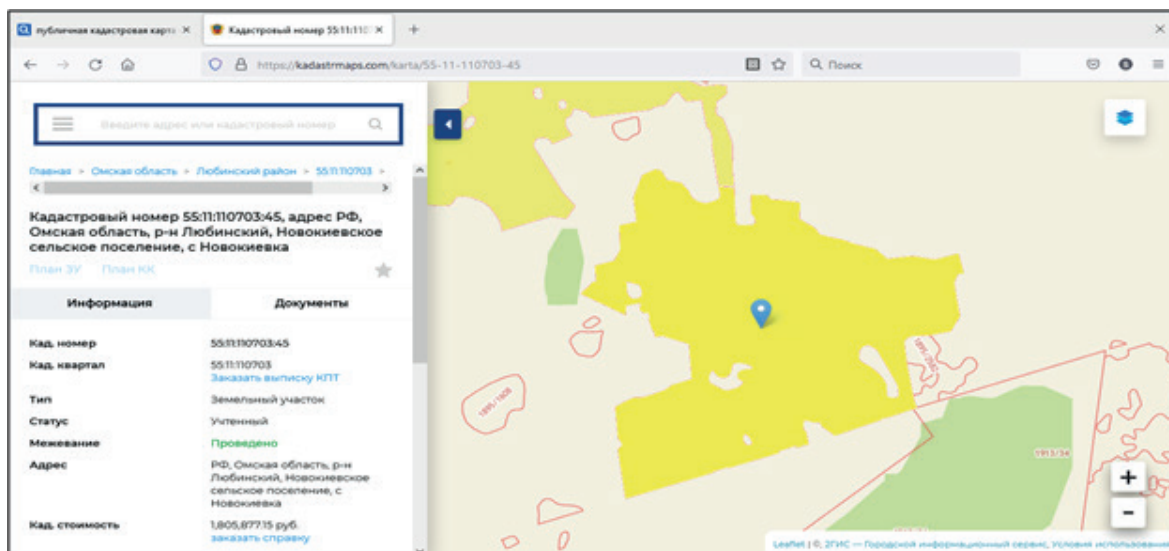 публичная кадастровая карта
Кадастровый номер 55:11:110
https://kadastrmaps.com/karta/55-11-110703-45
Поиск
Введите адрес или кадастровый номер
Главная > Омская область > Любинский район > 55:11:110703 >
Кадастровый номер 55:11:110703:45, адрес РФ,
Омская область, р-н Любинский, Новокиевское
сельское поселение, с Новокиевка
План ЗУ План КК
Информация Документы
Кад. номер 55:11:110703:45
Кад. квартал 55:11:110703
Заказать выписку КПТ
Тип Земельный участок
Статус Учтенный
Межевание Проведено
Адрес РФ, Омская область, р-н
Любинский, Новокиевское
сельское поселение, с
Новокиевка
Кад. стоимость 1,805,877.15 руб.
заказать справку
1895/1808
1913/34
+
−
Leaflet | ©, 2ГИС — Городской информационный сервис, Условия использования